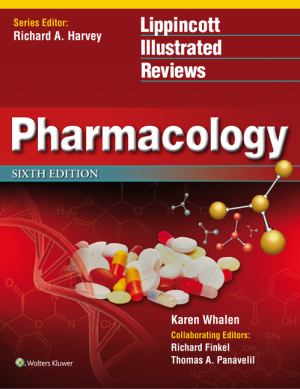 Series Editor:
Richard A. Harvey
Lippincott
Illustrated
Reviews
Pharmacology
SIXTH EDITION
Karen Whalen
Collaborating Editors:
Richard Finkel
Thomas A. Panavelil
Wolters Kluwer